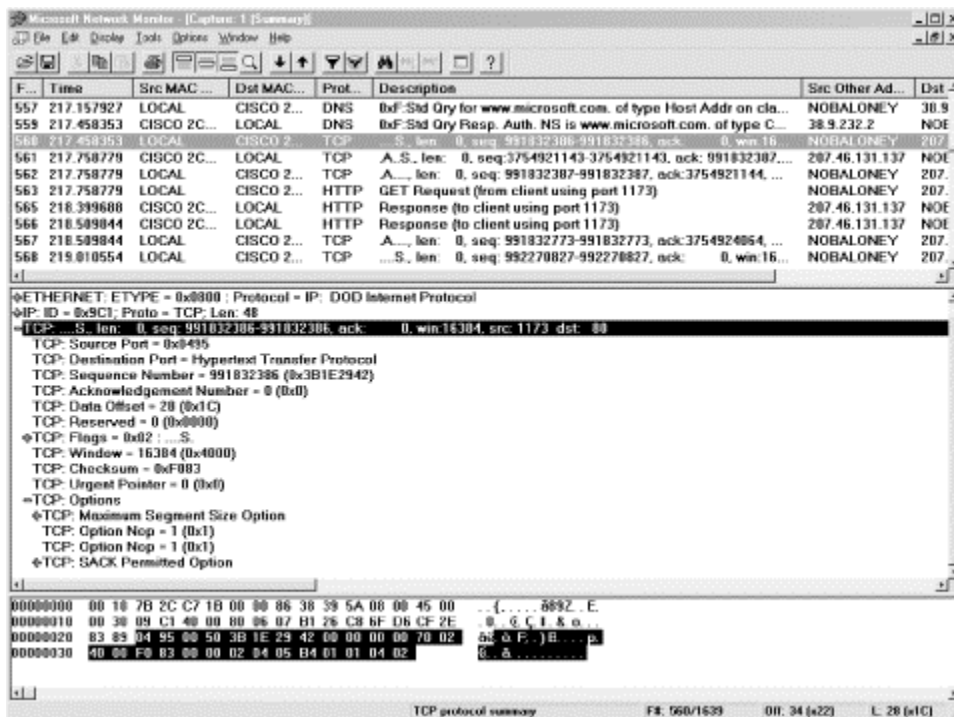 Microsoft Network Monitor - [Capture: 1 (Summary)]
File Edit Display Tools Options Window Help
F... Time Src MAC ... Dst MAC... Prot... Description Src Other Ad... Dst
557 217.157927 LOCAL CISCO 2... DNS 0xF:Std Qry for www.microsoft.com. of type Host Addr on cla... NOBALONEY 38.9
559 217.458353 CISCO 2C... LOCAL DNS 0xF:Std Qry Resp. Auth. NS is www.microsoft.com. of type C... 38.9.232.2 NOE
560 217.458353 LOCAL CISCO 2... TCP ....S., len: 0, seq:991832386-991832386, ack: 0, win:16... NOBALONEY 207.
561 217.758779 CISCO 2C... LOCAL TCP .A..S., len: 0, seq:3754921143-3754921143, ack: 991832387,... 207.46.131.137 NOE
562 217.758779 LOCAL CISCO 2... TCP .A...., len: 0, seq: 991832387-991832387, ack:3754921144, ... NOBALONEY 207.
563 217.758779 LOCAL CISCO 2... HTTP GET Request (from client using port 1173) NOBALONEY 207.
565 218.399688 CISCO 2C... LOCAL HTTP Response (to client using port 1173) 207.46.131.137 NOE
566 218.509844 CISCO 2C... LOCAL HTTP Response (to client using port 1173) 207.46.131.137 NOE
567 218.509844 LOCAL CISCO 2... TCP .A...., len: 0, seq: 991832773-991832773, ack:3754924064, ... NOBALONEY 207.
568 219.010554 LOCAL CISCO 2... TCP ....S., len: 0, seq: 992270827-992270827, ack: 0, win:16... NOBALONEY 207.
ETHERNET: ETYPE = 0x0800 : Protocol = IP: DOD Internet Protocol
IP: ID = 0x9C1; Proto = TCP; Len: 48
TCP: ....S., len: 0, seq: 991832386-991832386, ack: 0, win:16384, src: 1173 dst: 80
TCP: Source Port = 0x0495
TCP: Destination Port = Hypertext Transfer Protocol
TCP: Sequence Number = 991832386 (0x3B1E2942)
TCP: Acknowledgement Number = 0 (0x0)
TCP: Data Offset = 28 (0x1C)
TCP: Reserved = 0 (0x0000)
TCP: Flags = 0x02 : ....S.
TCP: Window = 16384 (0x4000)
TCP: Checksum = 0xF083
TCP: Urgent Pointer = 0 (0x0)
TCP: Options
TCP: Maximum Segment Size Option
TCP: Option Nop = 1 (0x1)
TCP: Option Nop = 1 (0x1)
TCP: SACK Permitted Option
00000000 00 10 7B 2C C7 1B 00 00 86 38 39 5A 08 00 45 00
00000010 00 30 09 C1 40 00 80 06 07 B1 26 C8 6F D6 CF 2E
00000020 83 89 04 95 00 50 3B 1E 29 42 00 00 00 00 70 02
00000030 40 00 F0 83 00 00 02 04 05 B4 01 01 04 02
TCP protocol summary F#: 560/1639 Off: 34 (x22) L: 28 (x1C)